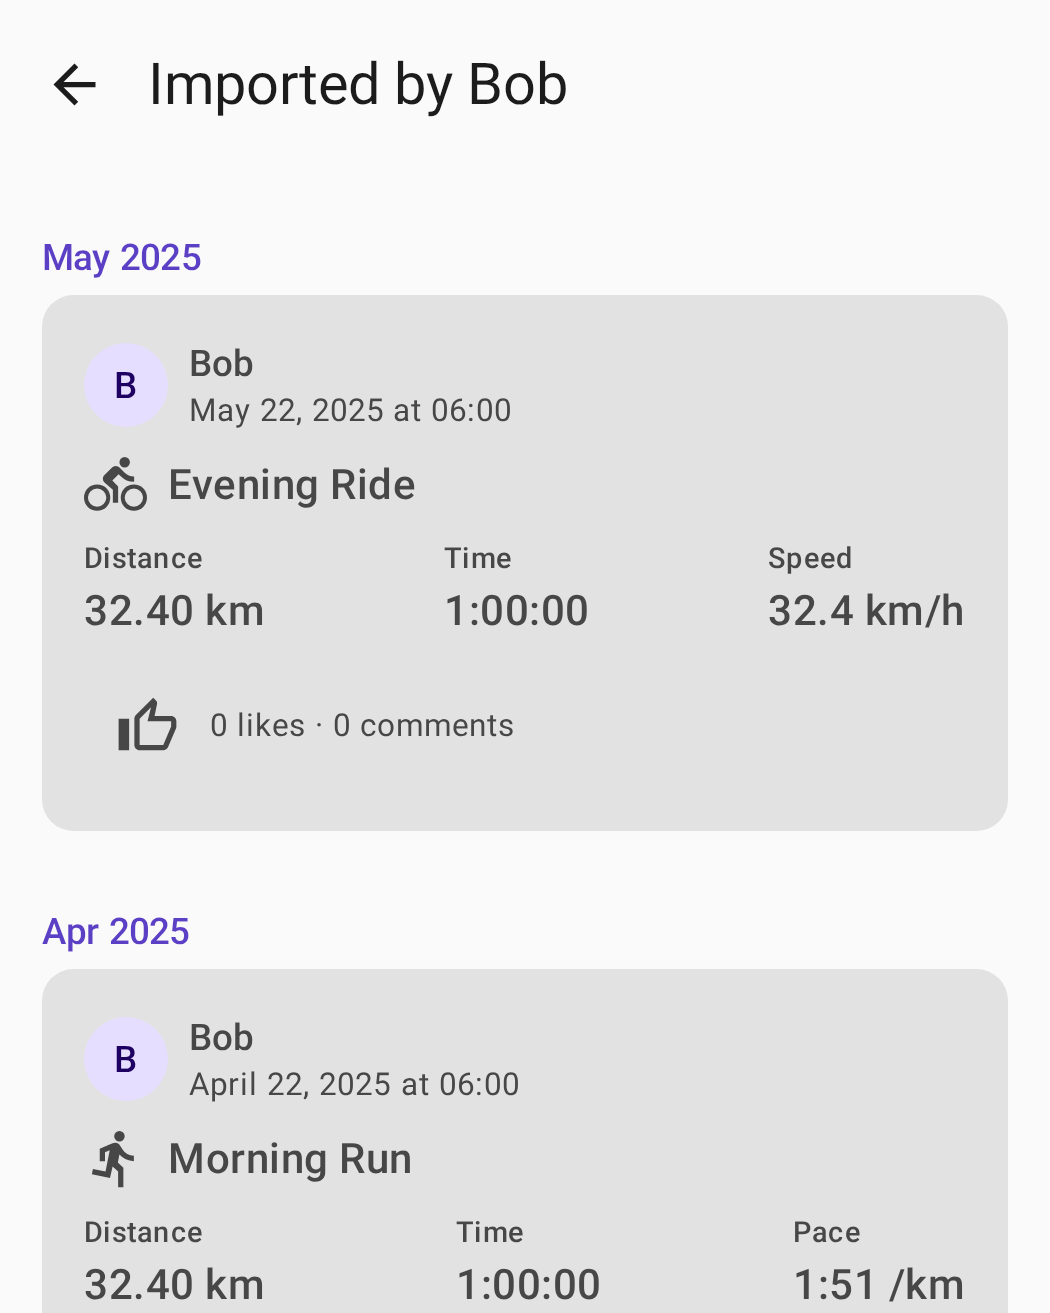 Imported by Bob
May 2025
B
Bob
May 22, 2025 at 06:00
Evening Ride
Distance Time Speed
32.40 km 1:00:00 32.4 km/h
0 likes · 0 comments
Apr 2025
B
Bob
April 22, 2025 at 06:00
Morning Run
Distance Time Pace
32.40 km 1:00:00 1:51 /km